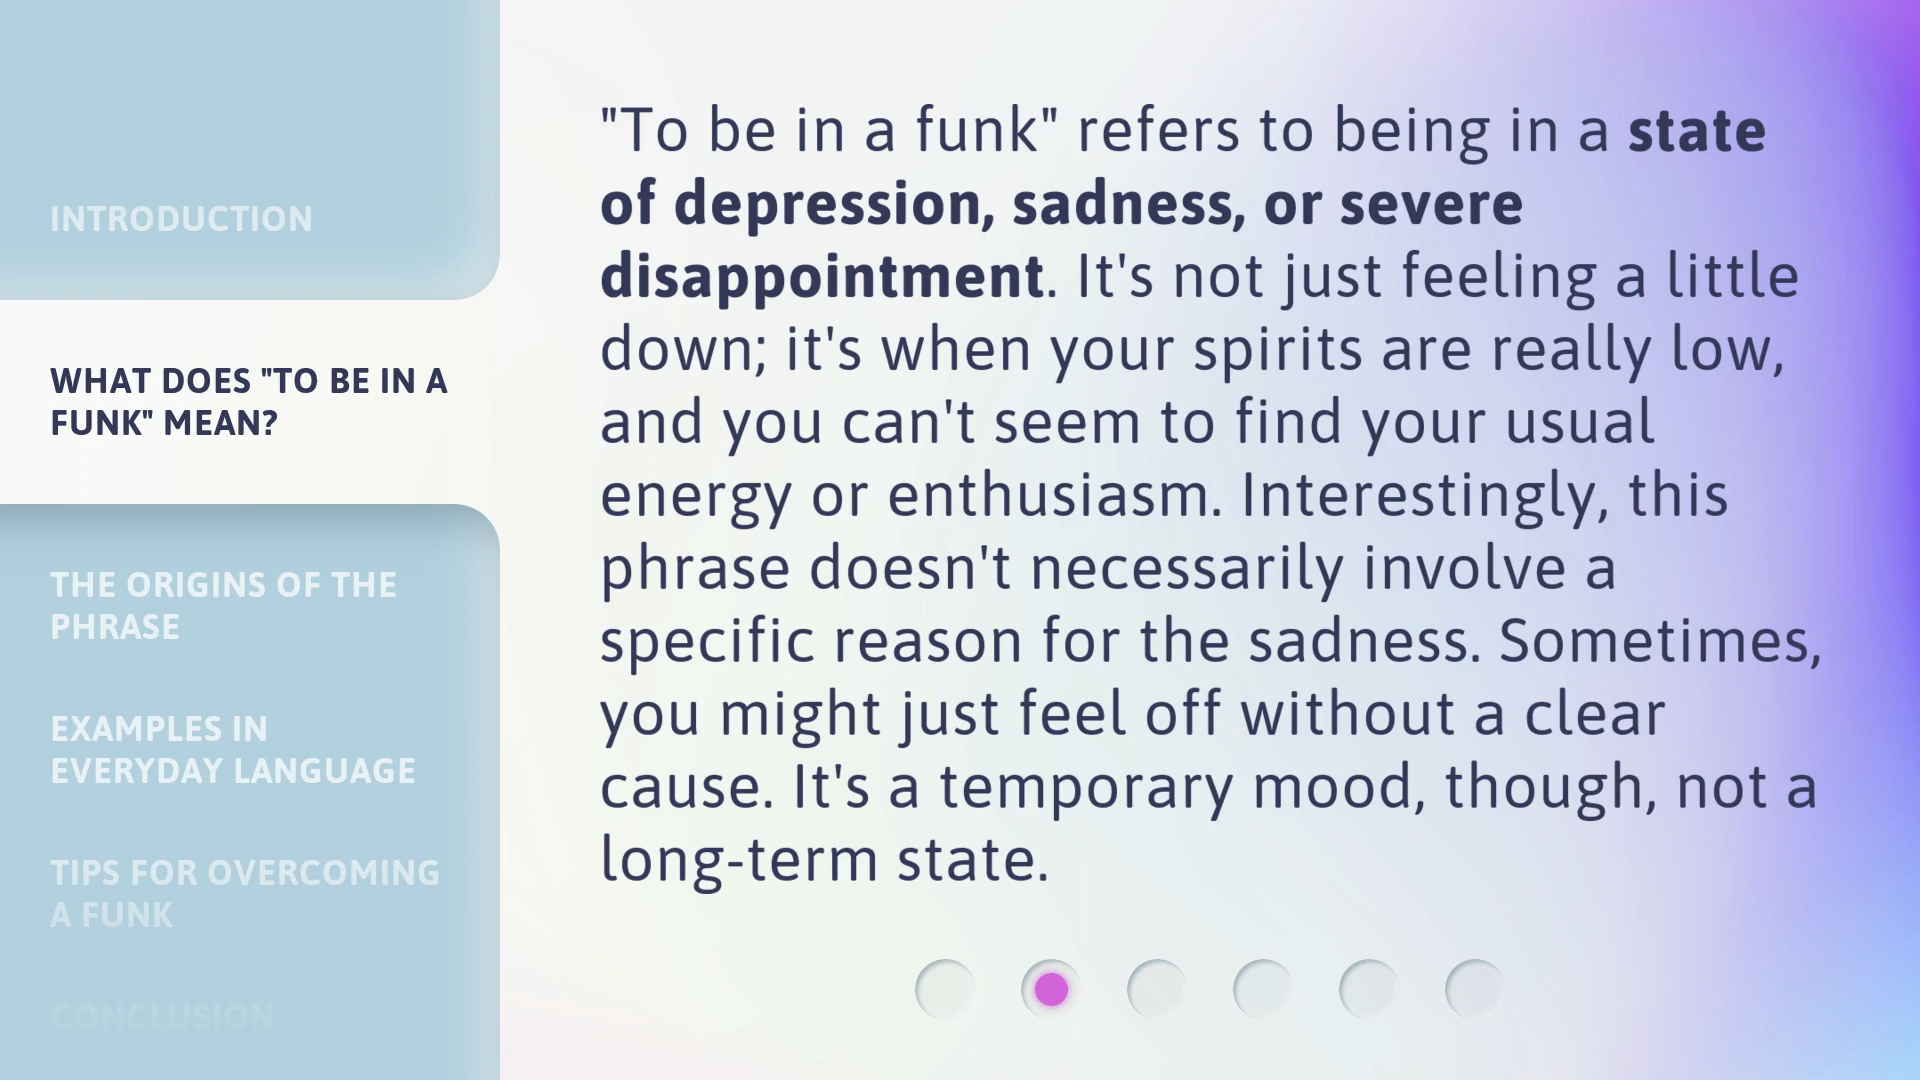 INTRODUCTION
WHAT DOES "TO BE IN A
FUNK" MEAN?
THE ORIGINS OF THE
PHRASE
EXAMPLES IN
EVERYDAY LANGUAGE
TIPS FOR OVERCOMING
A FUNK
CONCLUSION
"To be in a funk" refers to being in a state
of depression, sadness, or severe
disappointment. It's not just feeling a little
down; it's when your spirits are really low,
and you can't seem to find your usual
energy or enthusiasm. Interestingly, this
phrase doesn't necessarily involve a
specific reason for the sadness. Sometimes,
you might just feel off without a clear
cause. It's a temporary mood, though, not a
long-term state.